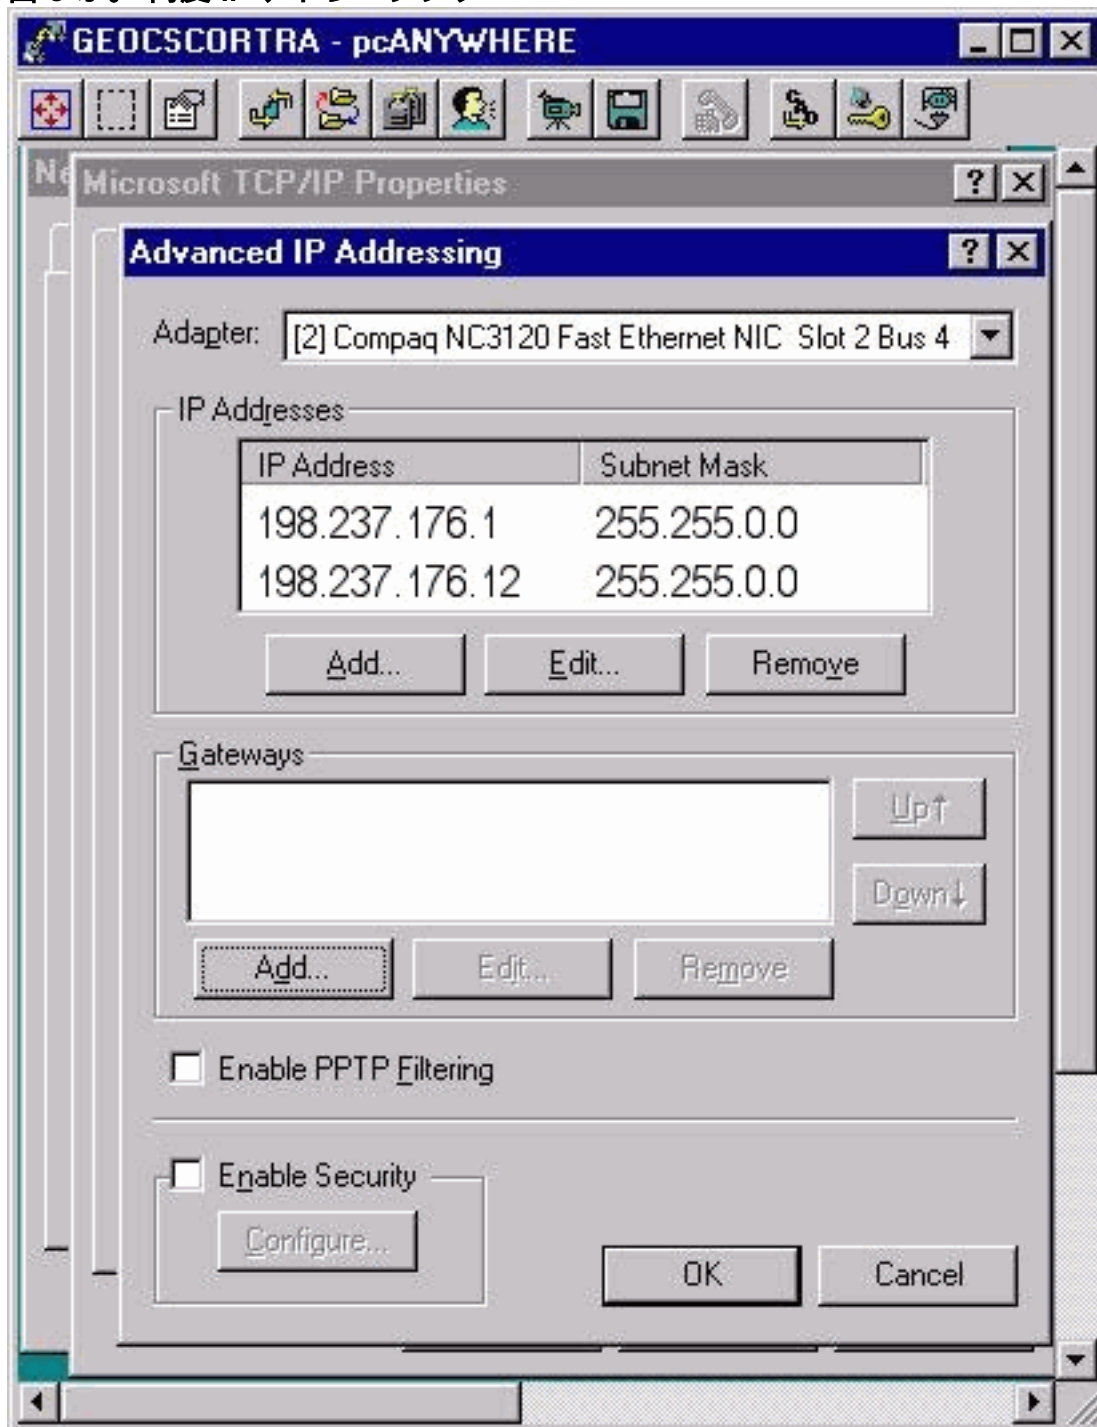 GEOCSCORTRA - pcANYWHERE
Microsoft TCP/IP Properties
Advanced IP Addressing
Adapter: [2] Compaq NC3120 Fast Ethernet NIC Slot 2 Bus 4
IP Addresses
IP Address Subnet Mask
198.237.176.1 255.255.0.0
198.237.176.12 255.255.0.0
Add... Edit... Remove
Gateways
Up↑
Down↓
Add... Edit... Remove
Enable PPTP Filtering
Enable Security
Configure...
OK Cancel